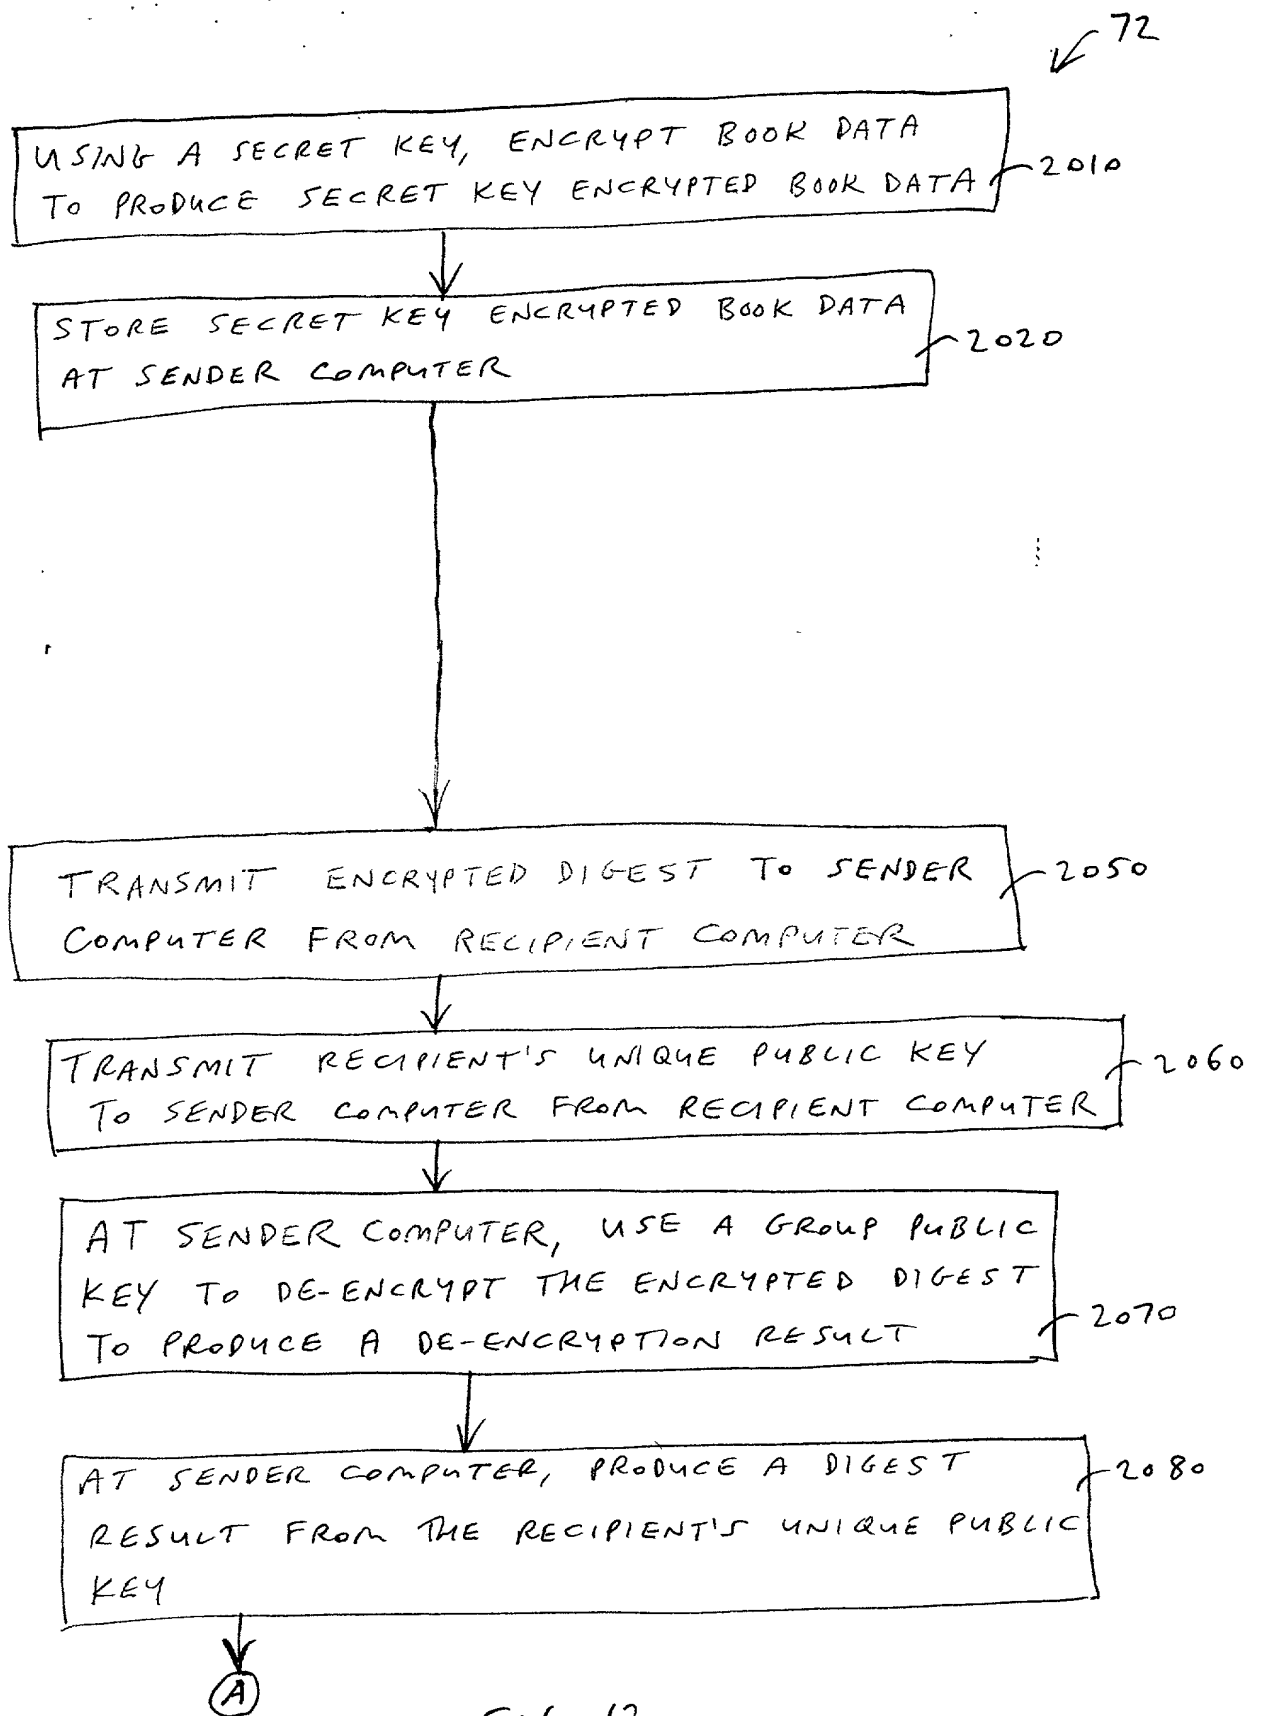 72
USING A SECRET KEY, ENCRYPT BOOK DATA
TO PRODUCE SECRET KEY ENCRYPTED BOOK DATA
2010
STORE SECRET KEY ENCRYPTED BOOK DATA
AT SENDER COMPUTER
2020
TRANSMIT ENCRYPTED DIGEST TO SENDER
COMPUTER FROM RECIPIENT COMPUTER
2050
TRANSMIT RECIPIENT'S UNIQUE PUBLIC KEY
TO SENDER COMPUTER FROM RECIPIENT COMPUTER
2060
AT SENDER COMPUTER, USE A GROUP PUBLIC
KEY TO DE-ENCRYPT THE ENCRYPTED DIGEST
TO PRODUCE A DE-ENCRYPTION RESULT
2070
AT SENDER COMPUTER, PRODUCE A DIGEST
RESULT FROM THE RECIPIENT'S UNIQUE PUBLIC
KEY
2080
A